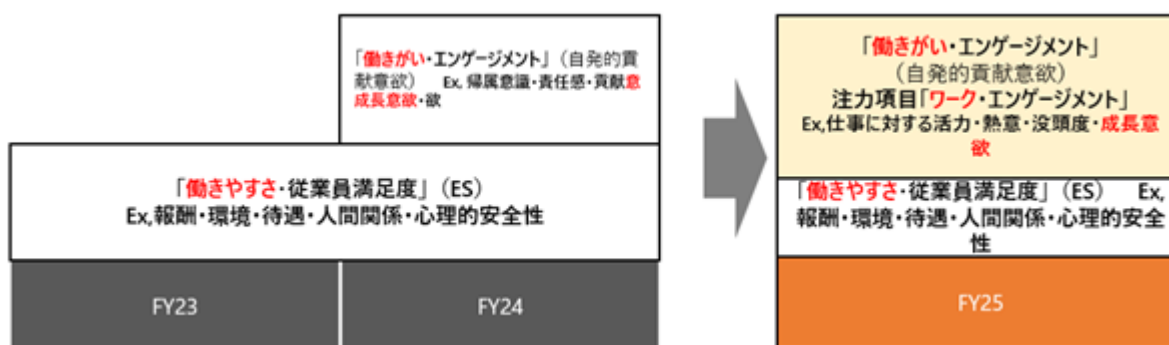 「働きがい・エンゲージメント」（自発的貢
献意欲） Ex, 帰属意識・責任感・貢献意
成長意欲・欲
「働きやすさ・従業員満足度」（ES）
Ex,報酬・環境・待遇・人間関係・心理的安全性
FY23
FY24
「働きがい・エンゲージメント」
（自発的貢献意欲）
注力項目「ワーク・エンゲージメント」
Ex,仕事に対する活力・熱意・没頭度・成長意
欲
「働きやすさ・従業員満足度」（ES） Ex,
報酬・環境・待遇・人間関係・心理的安全
性
FY25